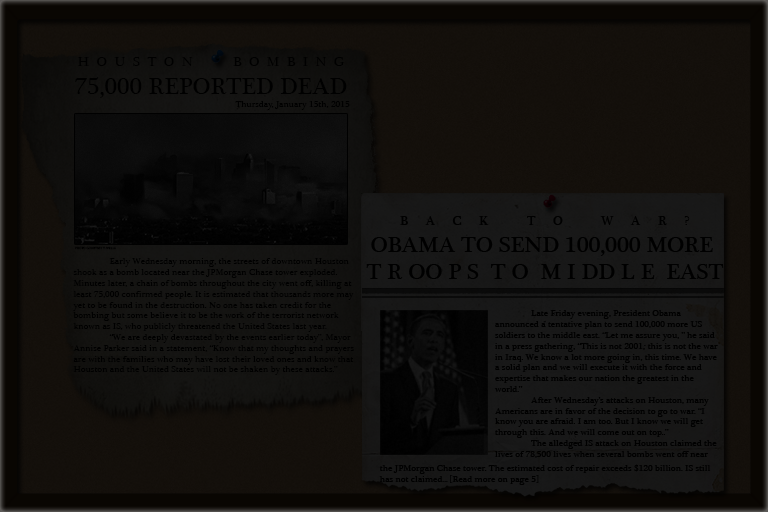 HOUSTON BOMBING
75,000 REPORTED DEAD
Thursday, January 15th, 2015
Early Wednesday morning, the streets of downtown Houston
shook as a bomb located near the JPMorgan Chase tower exploded.
Minutes later, a chain of bombs throughout the city went off, killing at
least 75,000 confirmed people. It is estimated that thousands more may
yet to be found in the destruction. No one has taken credit for the
bombing but some believe it to be the work of the terrorist network
known as IS, who publicly threatened the United States last year.
"We are deeply devastated by the events earlier today", Mayor
Annise Parker said in a statement, "Know that my thoughts and prayers
are with the families who may have lost their loved ones and know that
Houston and the United States will not be shaken by these attacks."
BACK TO WAR?
OBAMA TO SEND 100,000 MORE
TROOPS TO MIDDLE EAST
Late Friday evening, President Obama
announced a tentative plan to send 100,000 more US
soldiers to the middle east. "Let me assure you," he said
in a press gathering, "This is not 2001, this is not the war
in Iraq. We know a lot more going in, this time. We have
a solid plan and we will execute it with the force and
expertise that makes our nation the greatest in the
world."
After Wednesday's attacks on Houston, many
Americans are in favor of the decision to go to war. "I
know you are afraid. I am too. But I know we will get
through this. And we will come out on top."
The alledged IS attack on Houston claimed the
lives of 78,500 lives when several bombs went off near
the JPMorgan Chase tower. The estimated cost of repair exceeds $120 billion. IS still
has not claimed... [Read more on page 5]